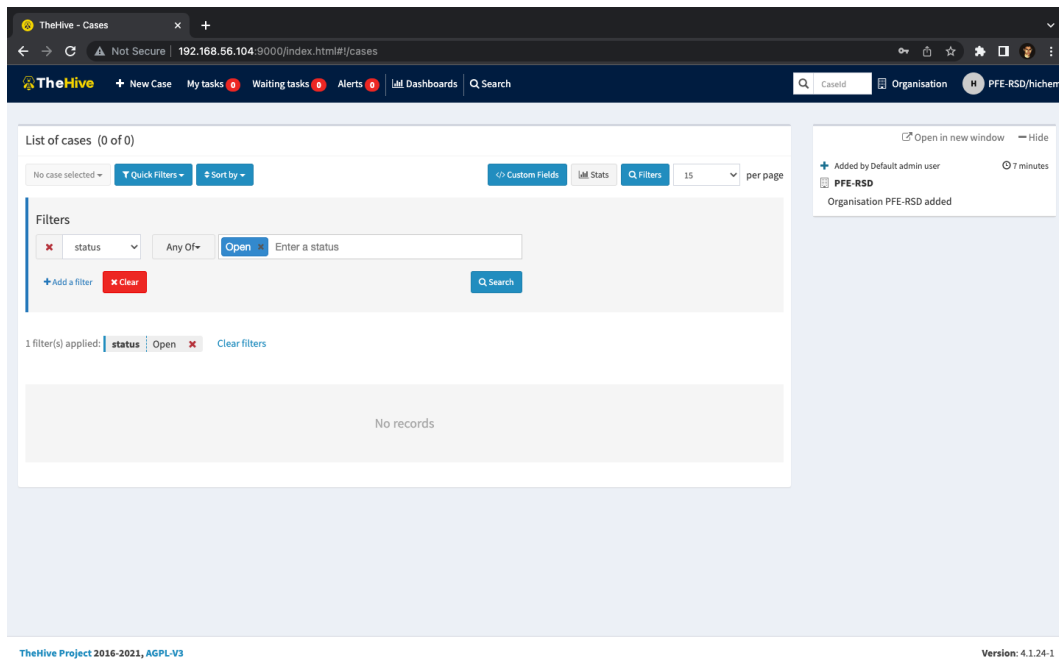 TheHive - Cases
Not Secure | 192.168.56.104:9000/index.html#!/cases
TheHive + New Case My tasks 0 Waiting tasks 0 Alerts 0 Dashboards Search CaseId Organisation H PFE-RSD/hichem
List of cases (0 of 0)
Open in new window Hide
No case selected Quick Filters Sort by Custom Fields Stats Filters 15 per page
Added by Default admin user 7 minutes
PFE-RSD
Organisation PFE-RSD added
Filters
status Any Of Open Enter a status
Add a filter Clear Search
1 filter(s) applied: status Open Clear filters
No records
TheHive Project 2016-2021, AGPL-V3 Version: 4.1.24-1